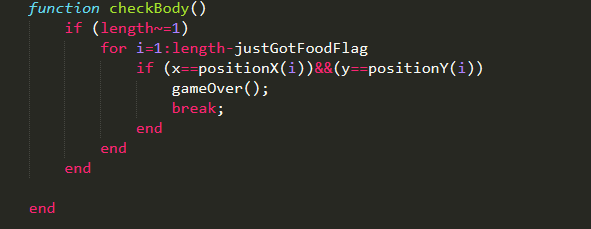 function checkBody()
    if (length~=1)
        for i=1:length-justGotFoodFlag
            if (x==positionX(i))&&(y==positionY(i))
                gameOver();
                break;
            end
        end
    end

end